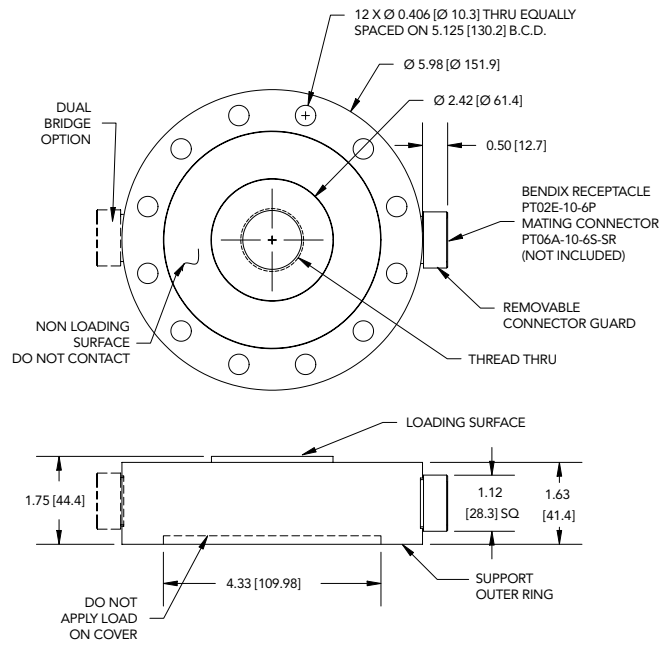 12 X Ø 0.406 [Ø 10.3] THRU EQUALLY
SPACED ON 5.125 [130.2] B.C.D.
Ø 5.98 [Ø 151.9]
Ø 2.42 [Ø 61.4]
DUAL
BRIDGE
OPTION
0.50 [12.7]
BENDIX RECEPTACLE
PT02E-10-6P
MATING CONNECTOR
PT06A-10-6S-SR
(NOT INCLUDED)
REMOVABLE
CONNECTOR GUARD
NON LOADING
SURFACE
DO NOT CONTACT
THREAD THRU
LOADING SURFACE
1.75 [44.4]
1.12
[28.3] SQ
1.63
[41.4]
4.33 [109.98]
SUPPORT
OUTER RING
DO NOT
APPLY LOAD
ON COVER